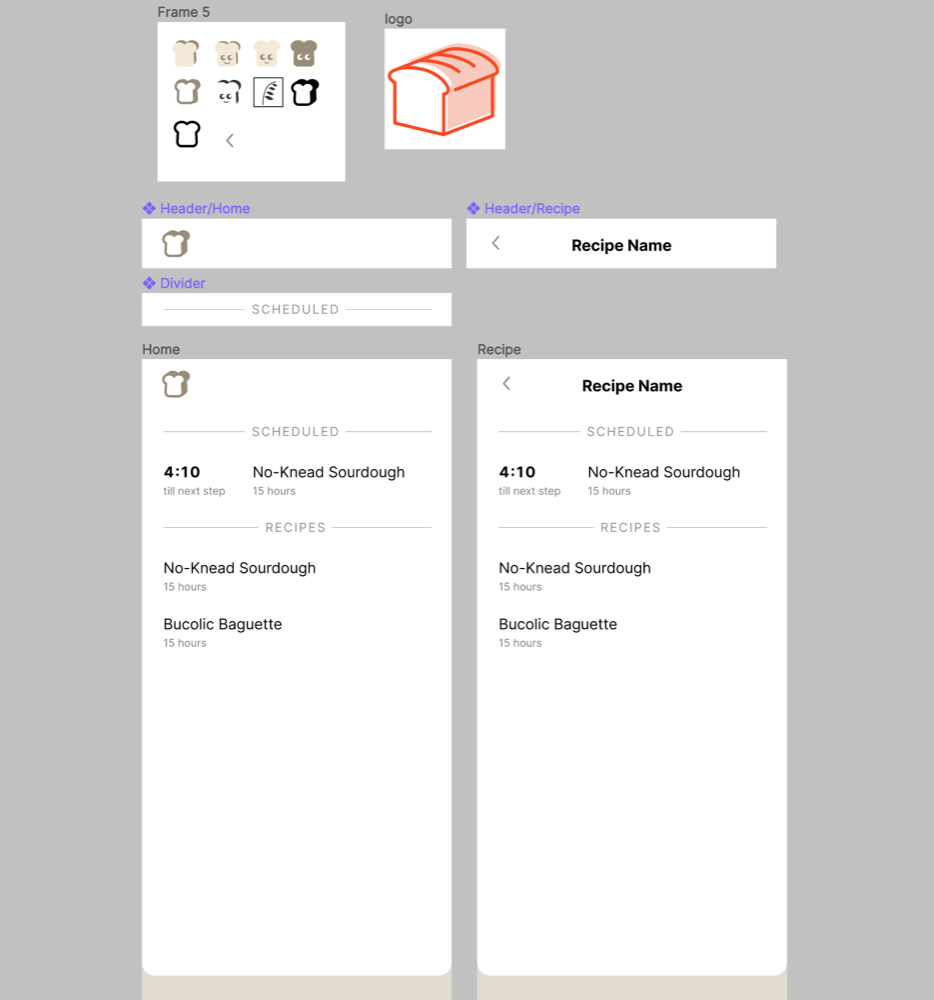 Frame 5
logo
Header/Home
Header/Recipe
Recipe Name
Divider
SCHEDULED
Home
Recipe
SCHEDULED
4:10
No-Knead Sourdough
till next step
15 hours
RECIPES
No-Knead Sourdough
15 hours
Bucolic Baguette
15 hours
Recipe Name
SCHEDULED
4:10
No-Knead Sourdough
till next step
15 hours
RECIPES
No-Knead Sourdough
15 hours
Bucolic Baguette
15 hours